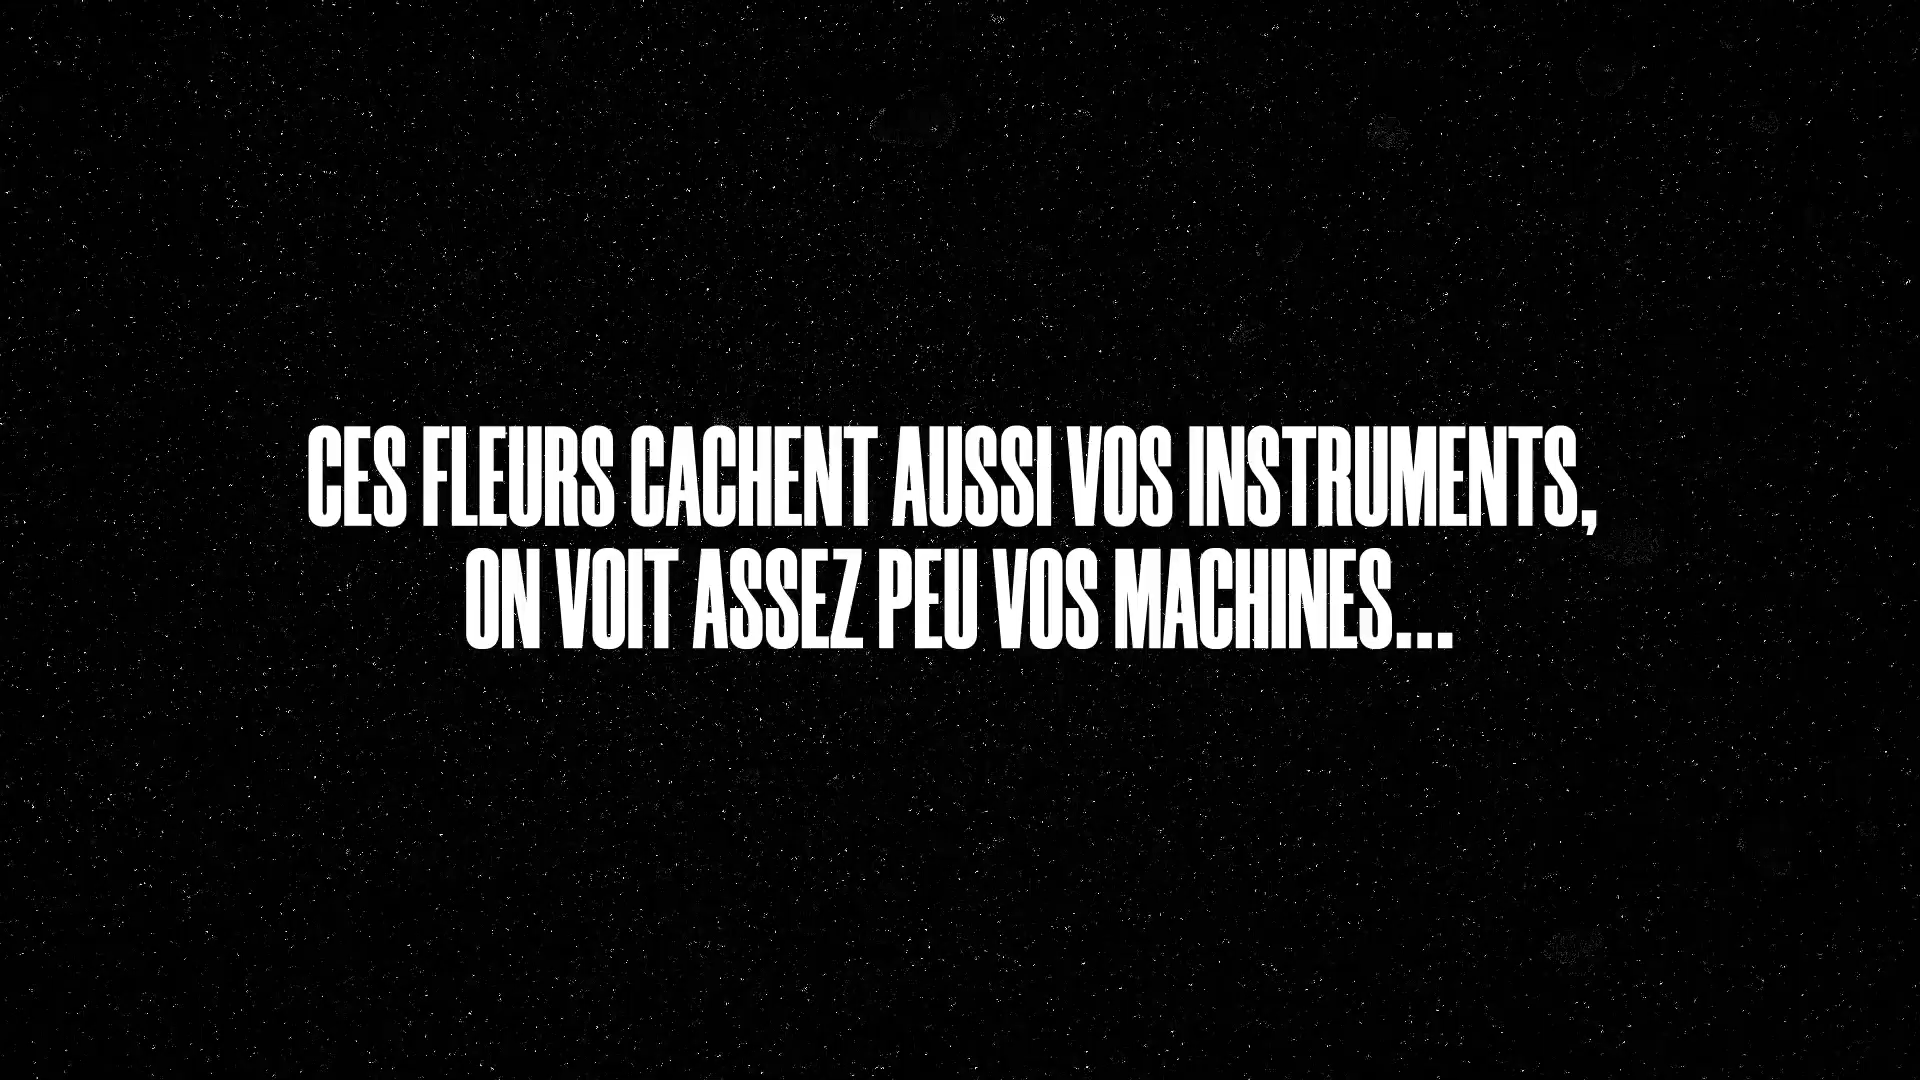 CES FLEURS CACHENT AUSSI VOS INSTRUMENTS,
ON VOIT ASSEZ PEU VOS MACHINES...